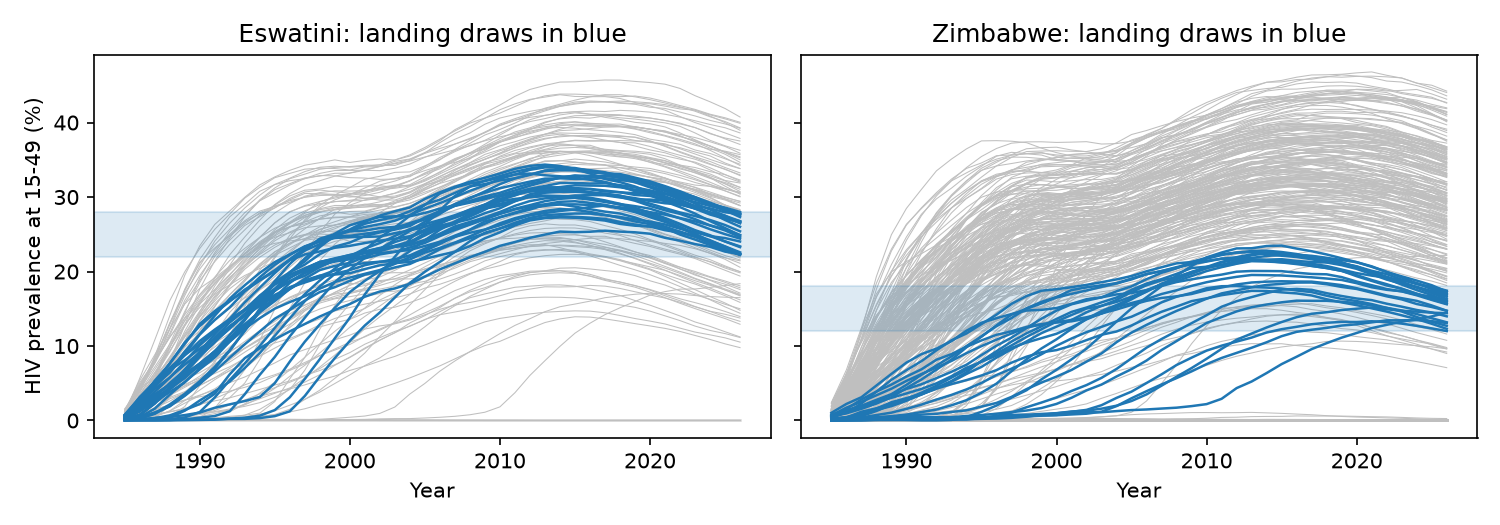 Eswatini: landing draws in blue
Zimbabwe: landing draws in blue
HIV prevalence at 15-49 (%)
40
30
20
10
0
1990
2000
2010
2020
1990
2000
2010
2020
Year
Year